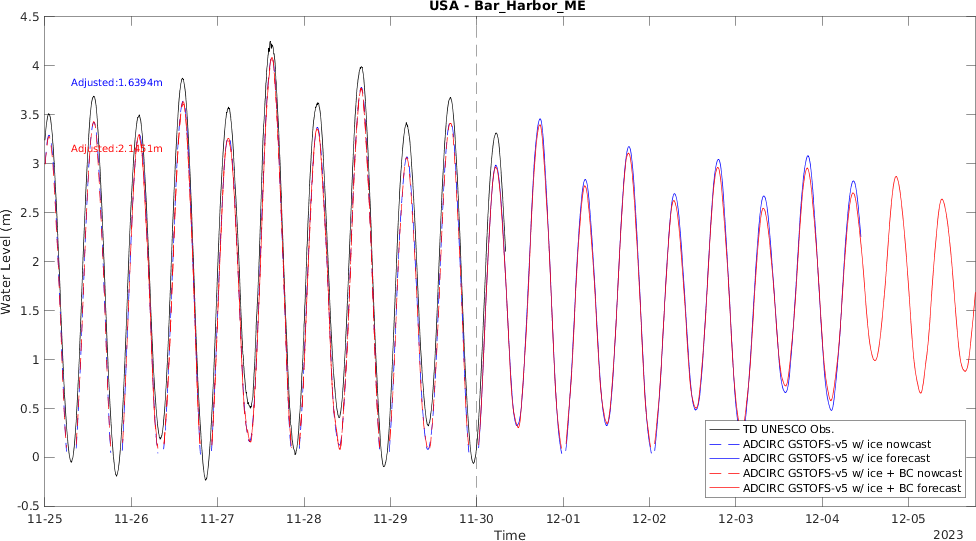 USA - Bar_Harbor_ME
4.5
4
3.5
3
2.5
2
1.5
1
0.5
0
-0.5
Water Level (m)
Adjusted:1.6394m
Adjusted:2.1451m
TD UNESCO Obs.
ADCIRC GSTOFS-v5 w/ ice nowcast
ADCIRC GSTOFS-v5 w/ ice forecast
ADCIRC GSTOFS-v5 w/ ice + BC nowcast
ADCIRC GSTOFS-v5 w/ ice + BC forecast
11-25 11-26 11-27 11-28 11-29 11-30 12-01 12-02 12-03 12-04 12-05
Time
2023